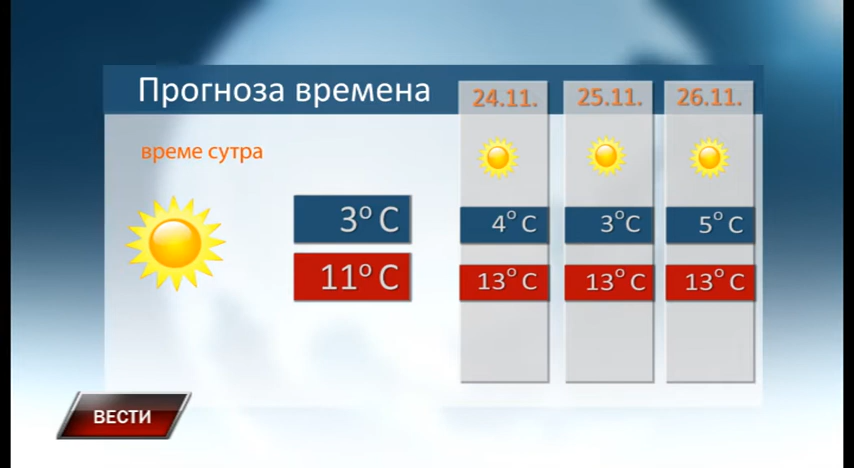 Прогноза времена
време сутра
3° C
11° C
24.11.
4° C
13° C
25.11.
3°C
13° C
26.11.
5° C
13° C
ВЕСТИ